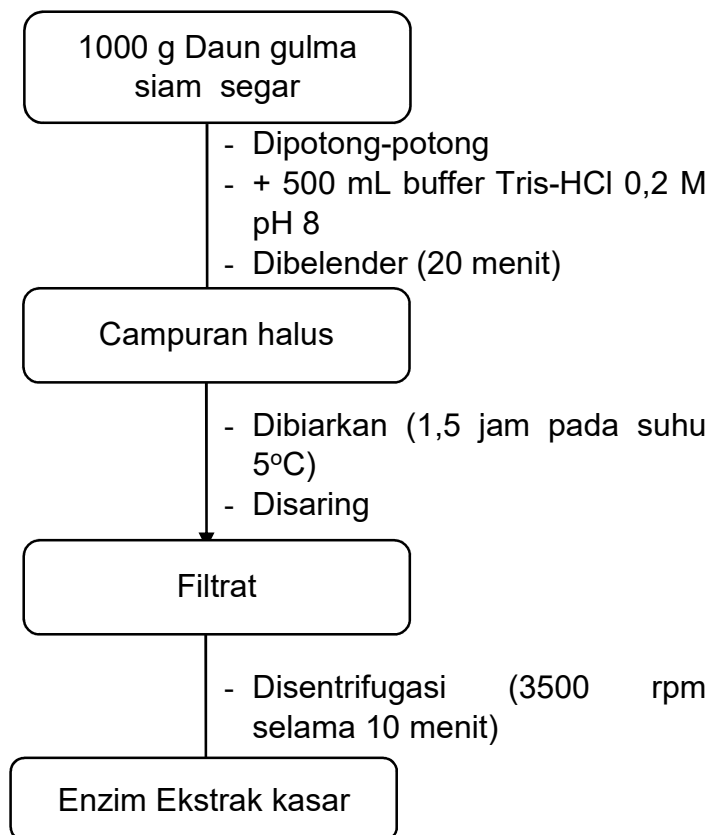 1000 g Daun gulma
siam segar
- Dipotong-potong
- + 500 mL buffer Tris-HCl 0,2 M
pH 8
- Dibelender (20 menit)
Campuran halus
- Dibiarkan (1,5 jam pada suhu
5°C)
- Disaring
Filtrat
- Disentrifugasi (3500 rpm
selama 10 menit)
Enzim Ekstrak kasar